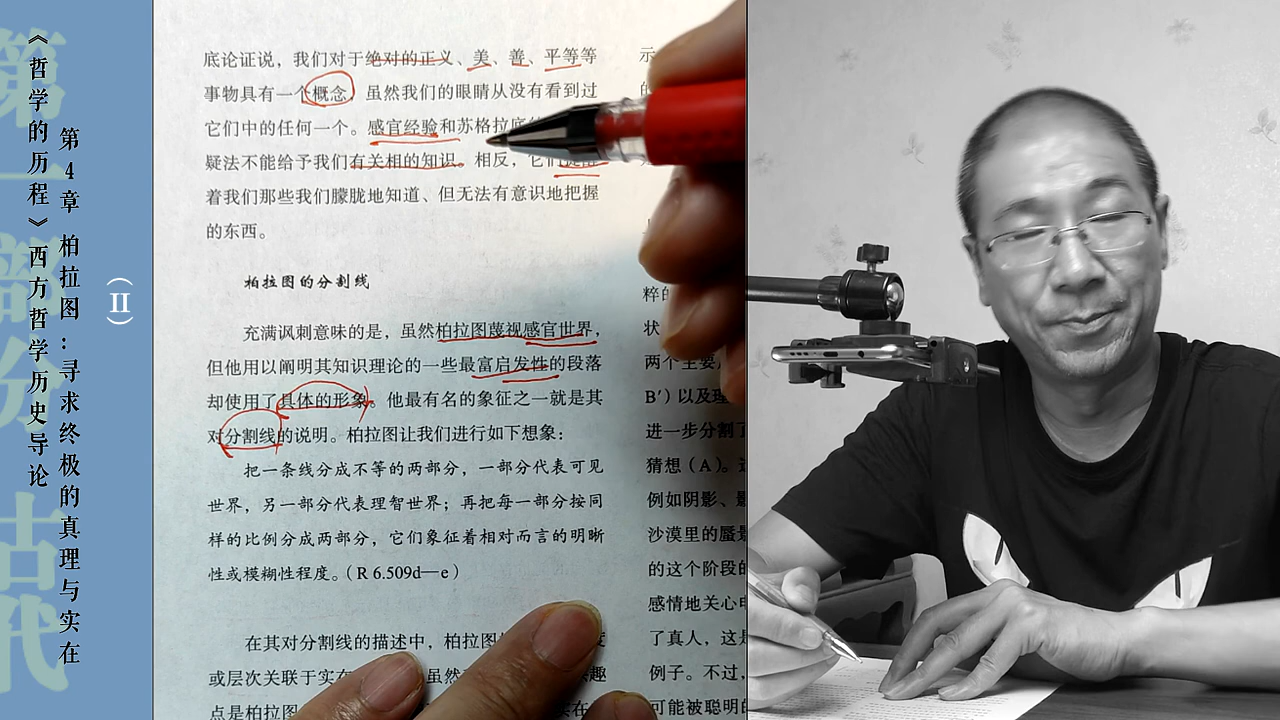 《哲学的历程》西方哲学历史导论
第一部分 古代
第4章 柏拉图:寻求终极的真理与实在
(II)
底论证说，我们对于绝对的正义、美、善、平等等
事物具有一个概念。虽然我们的眼睛从没有看到过
它们中的任何一个。感官经验和苏格拉底
疑法不能给予我们有关相的知识。相反，它们
着我们那些我们朦胧地知道、但无法有意识地把握
的东西。
柏拉图的分割线
充满讽刺意味的是，虽然柏拉图蔑视感官世界，
但他用以阐明其知识理论的一些最富启发性的段落
却使用了具体的形象。他最有名的象征之一就是其
对分割线的说明。柏拉图让我们进行如下想象：
把一条线分成不等的两部分，一部分代表可见
世界，另一部分代表理智世界；再把每一部分按同
样的比例分成两部分，它们象征着相对而言的明晰
性或模糊性程度。（R 6.509d—e）
在其对分割线的描述中，柏拉图
或层次关联于实在 虽然 趣
点是柏拉图
示
的
粹的
状
两个主要
B′）以及理
进一步分割了
猜想（A）。
例如阴影、
沙漠里的蜃景
的这个阶段的
感情地关心
了真人，这是
例子。不过，
可能被聪明的